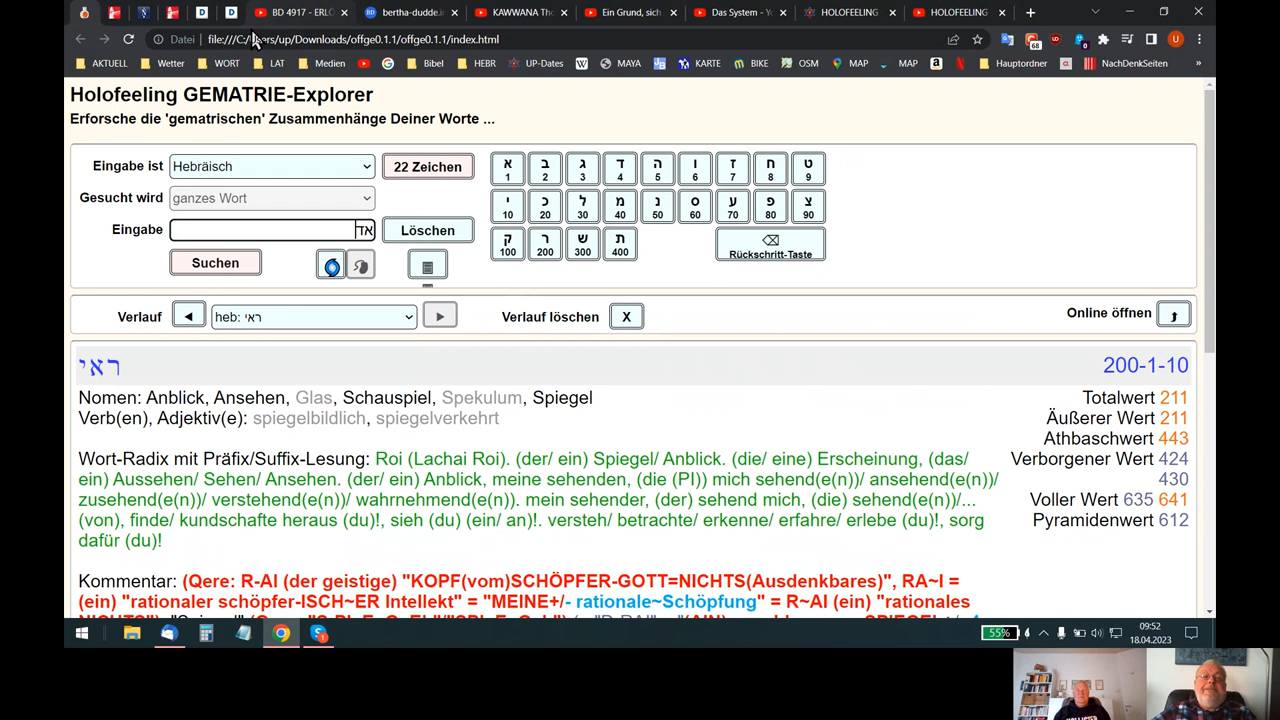 BD 4917 - ERLÖ
bertha-dudde.in
KAWWANA Tho
Ein Grund, sich
Das System - Yo
HOLOFEELING
HOLOFEELING
Datei
file:///C:/Users/up/Downloads/offge0.1.1/offge0.1.1/index.html
68
0
U
AKTUELL
Wetter
WORT
LAT
Medien
Bibel
HEBR
UP-Dates
MAYA
KARTE
BIKE
OSM
MAP
MAP
Hauptordner
NachDenkSeiten
»
Holofeeling GEMATRIE-Explorer
Erforsche die 'gematrischen' Zusammenhänge Deiner Worte ...
Eingabe ist
Hebräisch
22 Zeichen
Gesucht wird
ganzes Wort
Eingabe
אד
Löschen
Suchen
א ב ג ד ה ו ז ח ט
1 2 3 4 5 6 7 8 9
י כ ל מ נ ס ע פ צ
10 20 30 40 50 60 70 80 90
ק ר ש ת
100 200 300 400
Rückschritt-Taste
Verlauf
heb: ראי
Verlauf löschen
X
Online öffnen
ראי
200-1-10
Nomen: Anblick, Ansehen, Glas, Schauspiel, Spekulum, Spiegel
Verb(en), Adjektiv(e): spiegelbildlich, spiegelverkehrt
Totalwert 211
Äußerer Wert 211
Athbaschwert 443
Verborgener Wert 424
430
Voller Wert 635 641
Pyramidenwert 612
Wort-Radix mit Präfix/Suffix-Lesung: Roi (Lachai Roi). (der/ ein) Spiegel/ Anblick. (die/ eine) Erscheinung, (das/
ein) Aussehen/ Sehen/ Ansehen. (der/ ein) Anblick, meine sehenden, (die (PI)) mich sehend(e(n))/ ansehend(e(n))/
zusehend(e(n))/ verstehend(e(n))/ wahrnehmend(e(n)). mein sehender, (der) sehend mich, (die) sehend(e(n))/...
(von), finde/ kundschafte heraus (du)!, sieh (du) (ein/ an)!. versteh/ betrachte/ erkenne/ erfahre/ erlebe (du)!, sorg
dafür (du)!
Kommentar: (Qere: R-AI (der geistige) "KOPF(vom)SCHÖPFER-GOTT=NICHTS(Ausdenkbares)", RA~I =
(ein) "rationaler schöpfer-ISCH~ER Intellekt" = "MEINE+/- rationale~Schöpfung" = R~AI (ein) "rationales
55%
09:52
18.04.2023